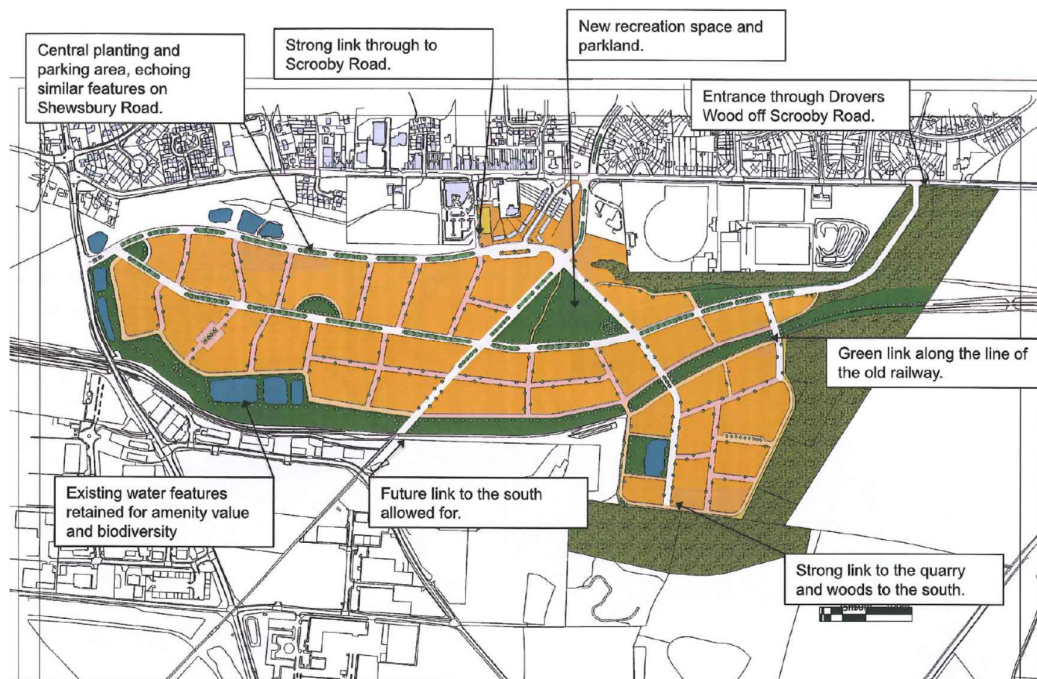 Central planting and
parking area, echoing
similar features on
Shewsbury Road.
Strong link through to
Scrooby Road.
New recreation space and
parkland.
Entrance through Drovers
Wood off Scrooby Road.
Green link along the line of
the old railway.
Existing water features
retained for amenity value
and biodiversity
Future link to the south
allowed for.
Strong link to the quarry
and woods to the south.